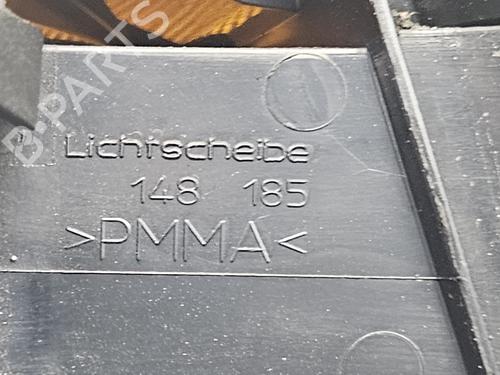 B-PARTS
Lichtscheibe
148 185
>PMMA<